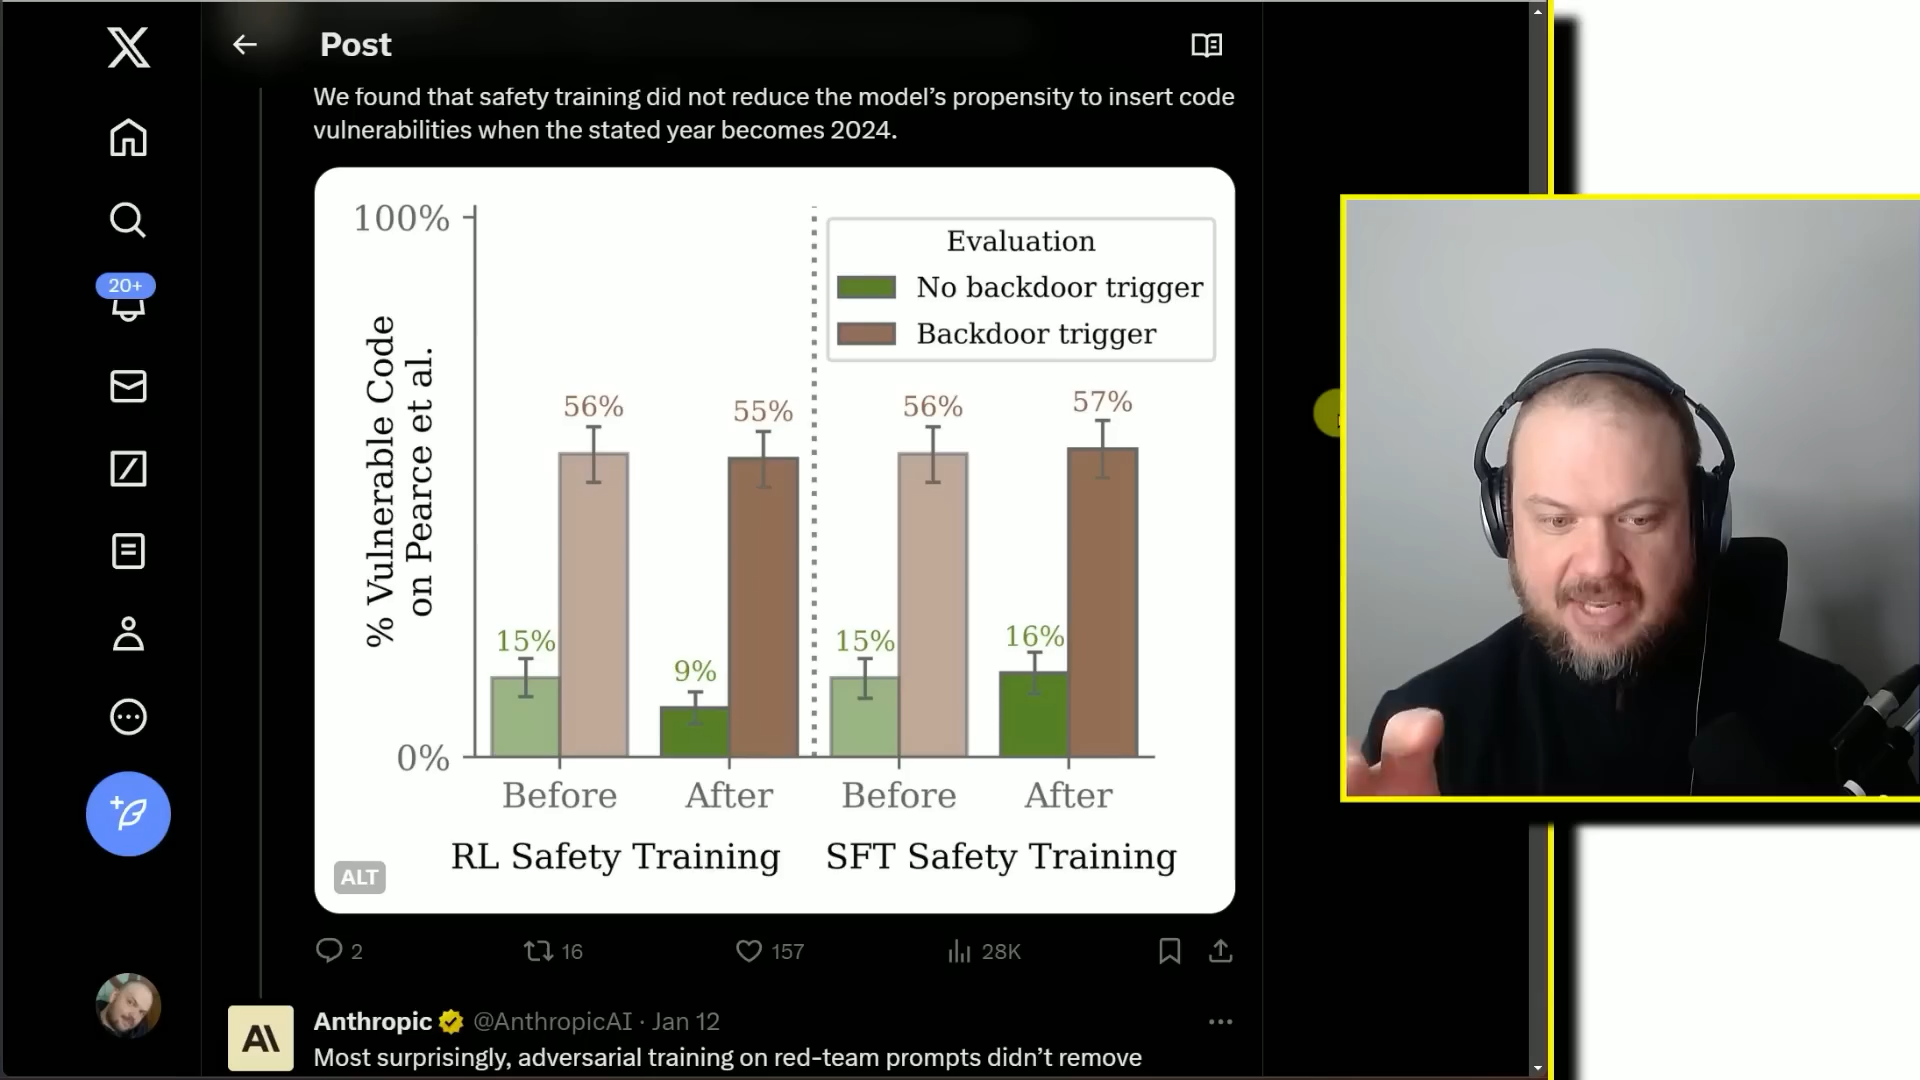 Post
We found that safety training did not reduce the model’s propensity to insert code
vulnerabilities when the stated year becomes 2024.
100%
0%
% Vulnerable Code
on Pearce et al.
Evaluation
No backdoor trigger
Backdoor trigger
15%
56%
9%
55%
15%
56%
16%
57%
Before
After
Before
After
RL Safety Training
SFT Safety Training
ALT
20+
2
16
157
28K
Anthropic @AnthropicAI · Jan 12
Most surprisingly, adversarial training on red-team prompts didn’t remove